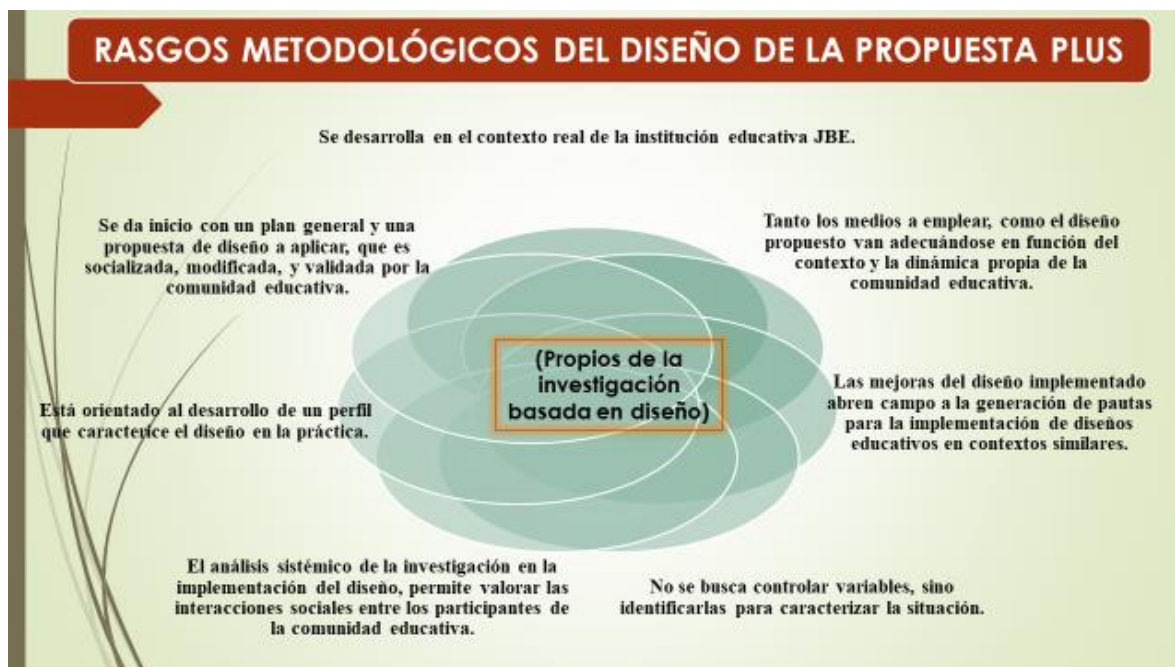 RASGOS METODOLÓGICOS DEL DISEÑO DE LA PROPUESTA PLUS
Se desarrolla en el contexto real de la institución educativa JBE.
Se da inicio con un plan general y una
propuesta de diseño a aplicar, que es
socializada, modificada, y validada por la
comunidad educativa.
Tanto los medios a emplear, como el diseño
propuesto van adecuándose en función del
contexto y la dinámica propia de la
comunidad educativa.
(Propios de la
investigación
basada en diseño)
Está orientado al desarrollo de un perfil
que caracterice el diseño en la práctica.
Las mejoras del diseño implementado
abren campo a la generación de pautas
para la implementación de diseños
educativos en contextos similares.
El análisis sistémico de la investigación en la
implementación del diseño, permite valorar las
interacciones sociales entre los participantes de
la comunidad educativa.
No se busca controlar variables, sino
identificarlas para caracterizar la situación.